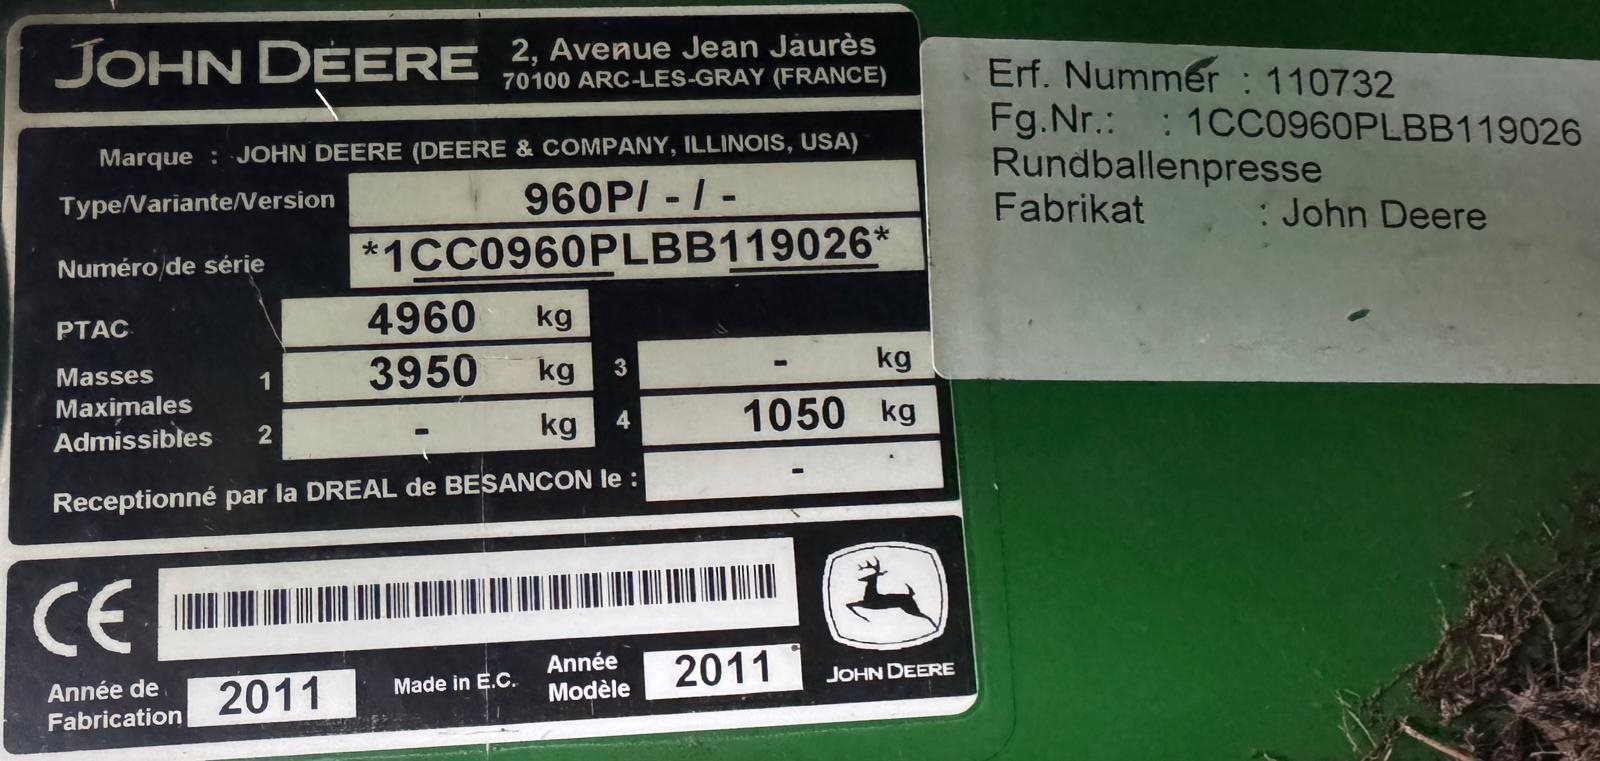 JOHN DEERE
2, Avenue Jean Jaurès
70100 ARC-LES-GRAY (FRANCE)
Marque : JOHN DEERE (DEERE & COMPANY, ILLINOIS, USA)
Type/Variante/Version 960P/ - / -
Numéro de série *1CC0960PLBB119026*
PTAC 4960 kg
Masses Maximales Admissibles
1 3950 kg
2 - kg
3 - kg
4 1050 kg
Receptionné par la DREAL de BESANCON le : -
CE
Année de Fabrication 2011
Made in E.C.
Année Modèle 2011
JOHN DEERE
Erf. Nummer : 110732
Fg.Nr.: : 1CC0960PLBB119026
Rundballenpresse
Fabrikat : John Deere